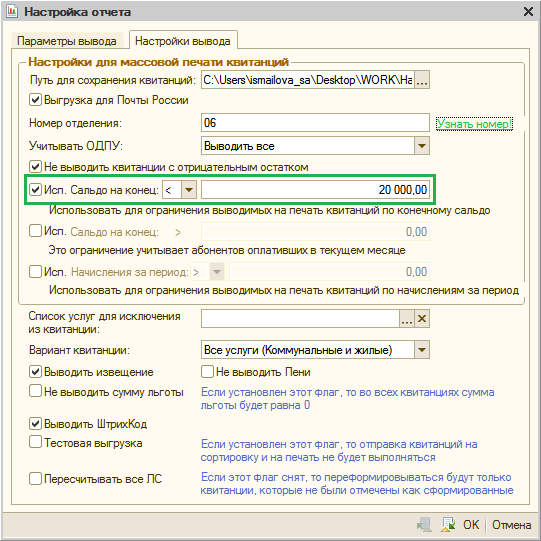 Настройка отчета
Параметры вывода Настройки вывода
Настройки для массовой печати квитанций
Путь для сохранения квитанций: C:\Users\ismailova_sa\Desktop\WORK\На ...
Выгрузка для Почты России
Номер отделения: 06 Узнать номер!
Учитывать ОДПУ: Выводить все
Не выводить квитанции с отрицательным остатком
Исп. Сальдо на конец: < 20 000,00
Использовать для ограничения выводимых на печать квитанций по конечному сальдо
Исп. Сальдо на конец: > 0,00
Это ограничение учитывает абонентов оплативших в текущем месяце
Исп. Начисления за период: > 0,00
Использовать для ограничения выводимых на печать квитанций по начислениям за период
Список услуг для исключения
из квитанции: ...
Вариант квитанции: Все услуги (Коммунальные и жилые)
Выводить извещение Не выводить Пени
Не выводить сумму льготы Если установлен этот флаг, то во всех квитанциях сумма
льготы будет равна 0
Выводить ШтрихКод
Тестовая выгрузка Если установлен этот флаг, то отправка квитанций на
сортировку и на печать не будет выполняться
Пересчитывать все ЛС Если этот флаг снят, то переформировываться будут только
квитанции, которые не были отмечены как сформированные
OK Отмена